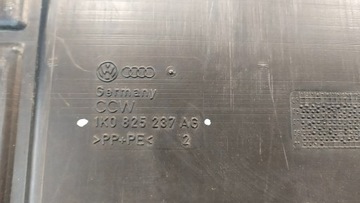 Germany
CCW
1K0 825 237 AG
>PP+PE< 2